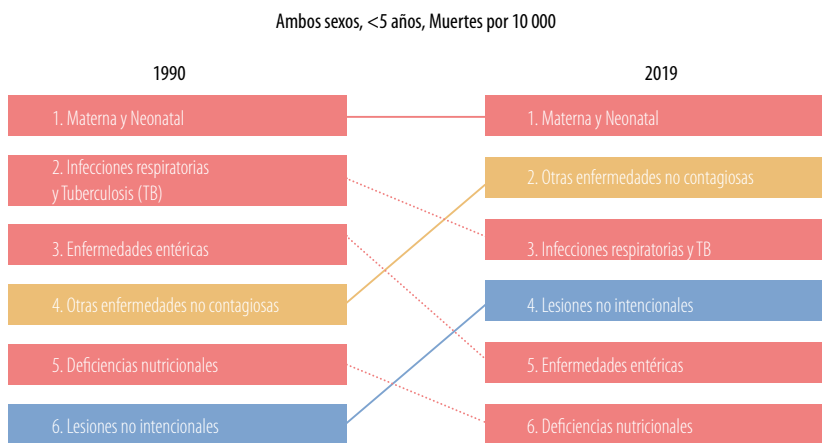 Ambos sexos, <5 años, Muertes por 10 000
1990
1. Materna y Neonatal
2. Infecciones respiratorias
y Tuberculosis (TB)
3. Enfermedades entéricas
4. Otras enfermedades no contagiosas
5. Deficiencias nutricionales
6. Lesiones no intencionales
2019
1. Materna y Neonatal
2. Otras enfermedades no contagiosas
3. Infecciones respiratorias y TB
4. Lesiones no intencionales
5. Enfermedades entéricas
6. Deficiencias nutricionales